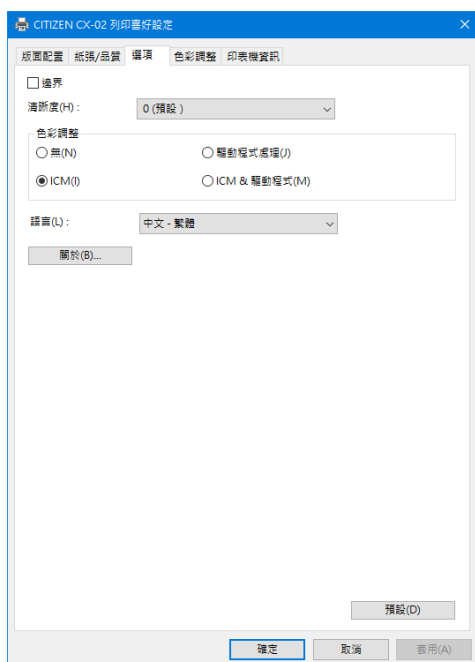 CITIZEN CX-02 列印喜好設定
版面配置 紙張/品質 選項 色彩調整 印表機資訊
邊界
清晰度(H)： 0 (預設 )
色彩調整
無(N) 驅動程式處理(J)
ICM(I) ICM & 驅動程式(M)
語言(L)： 中文 - 繁體
關於(B)...
預設(D)
確定 取消 套用(A)